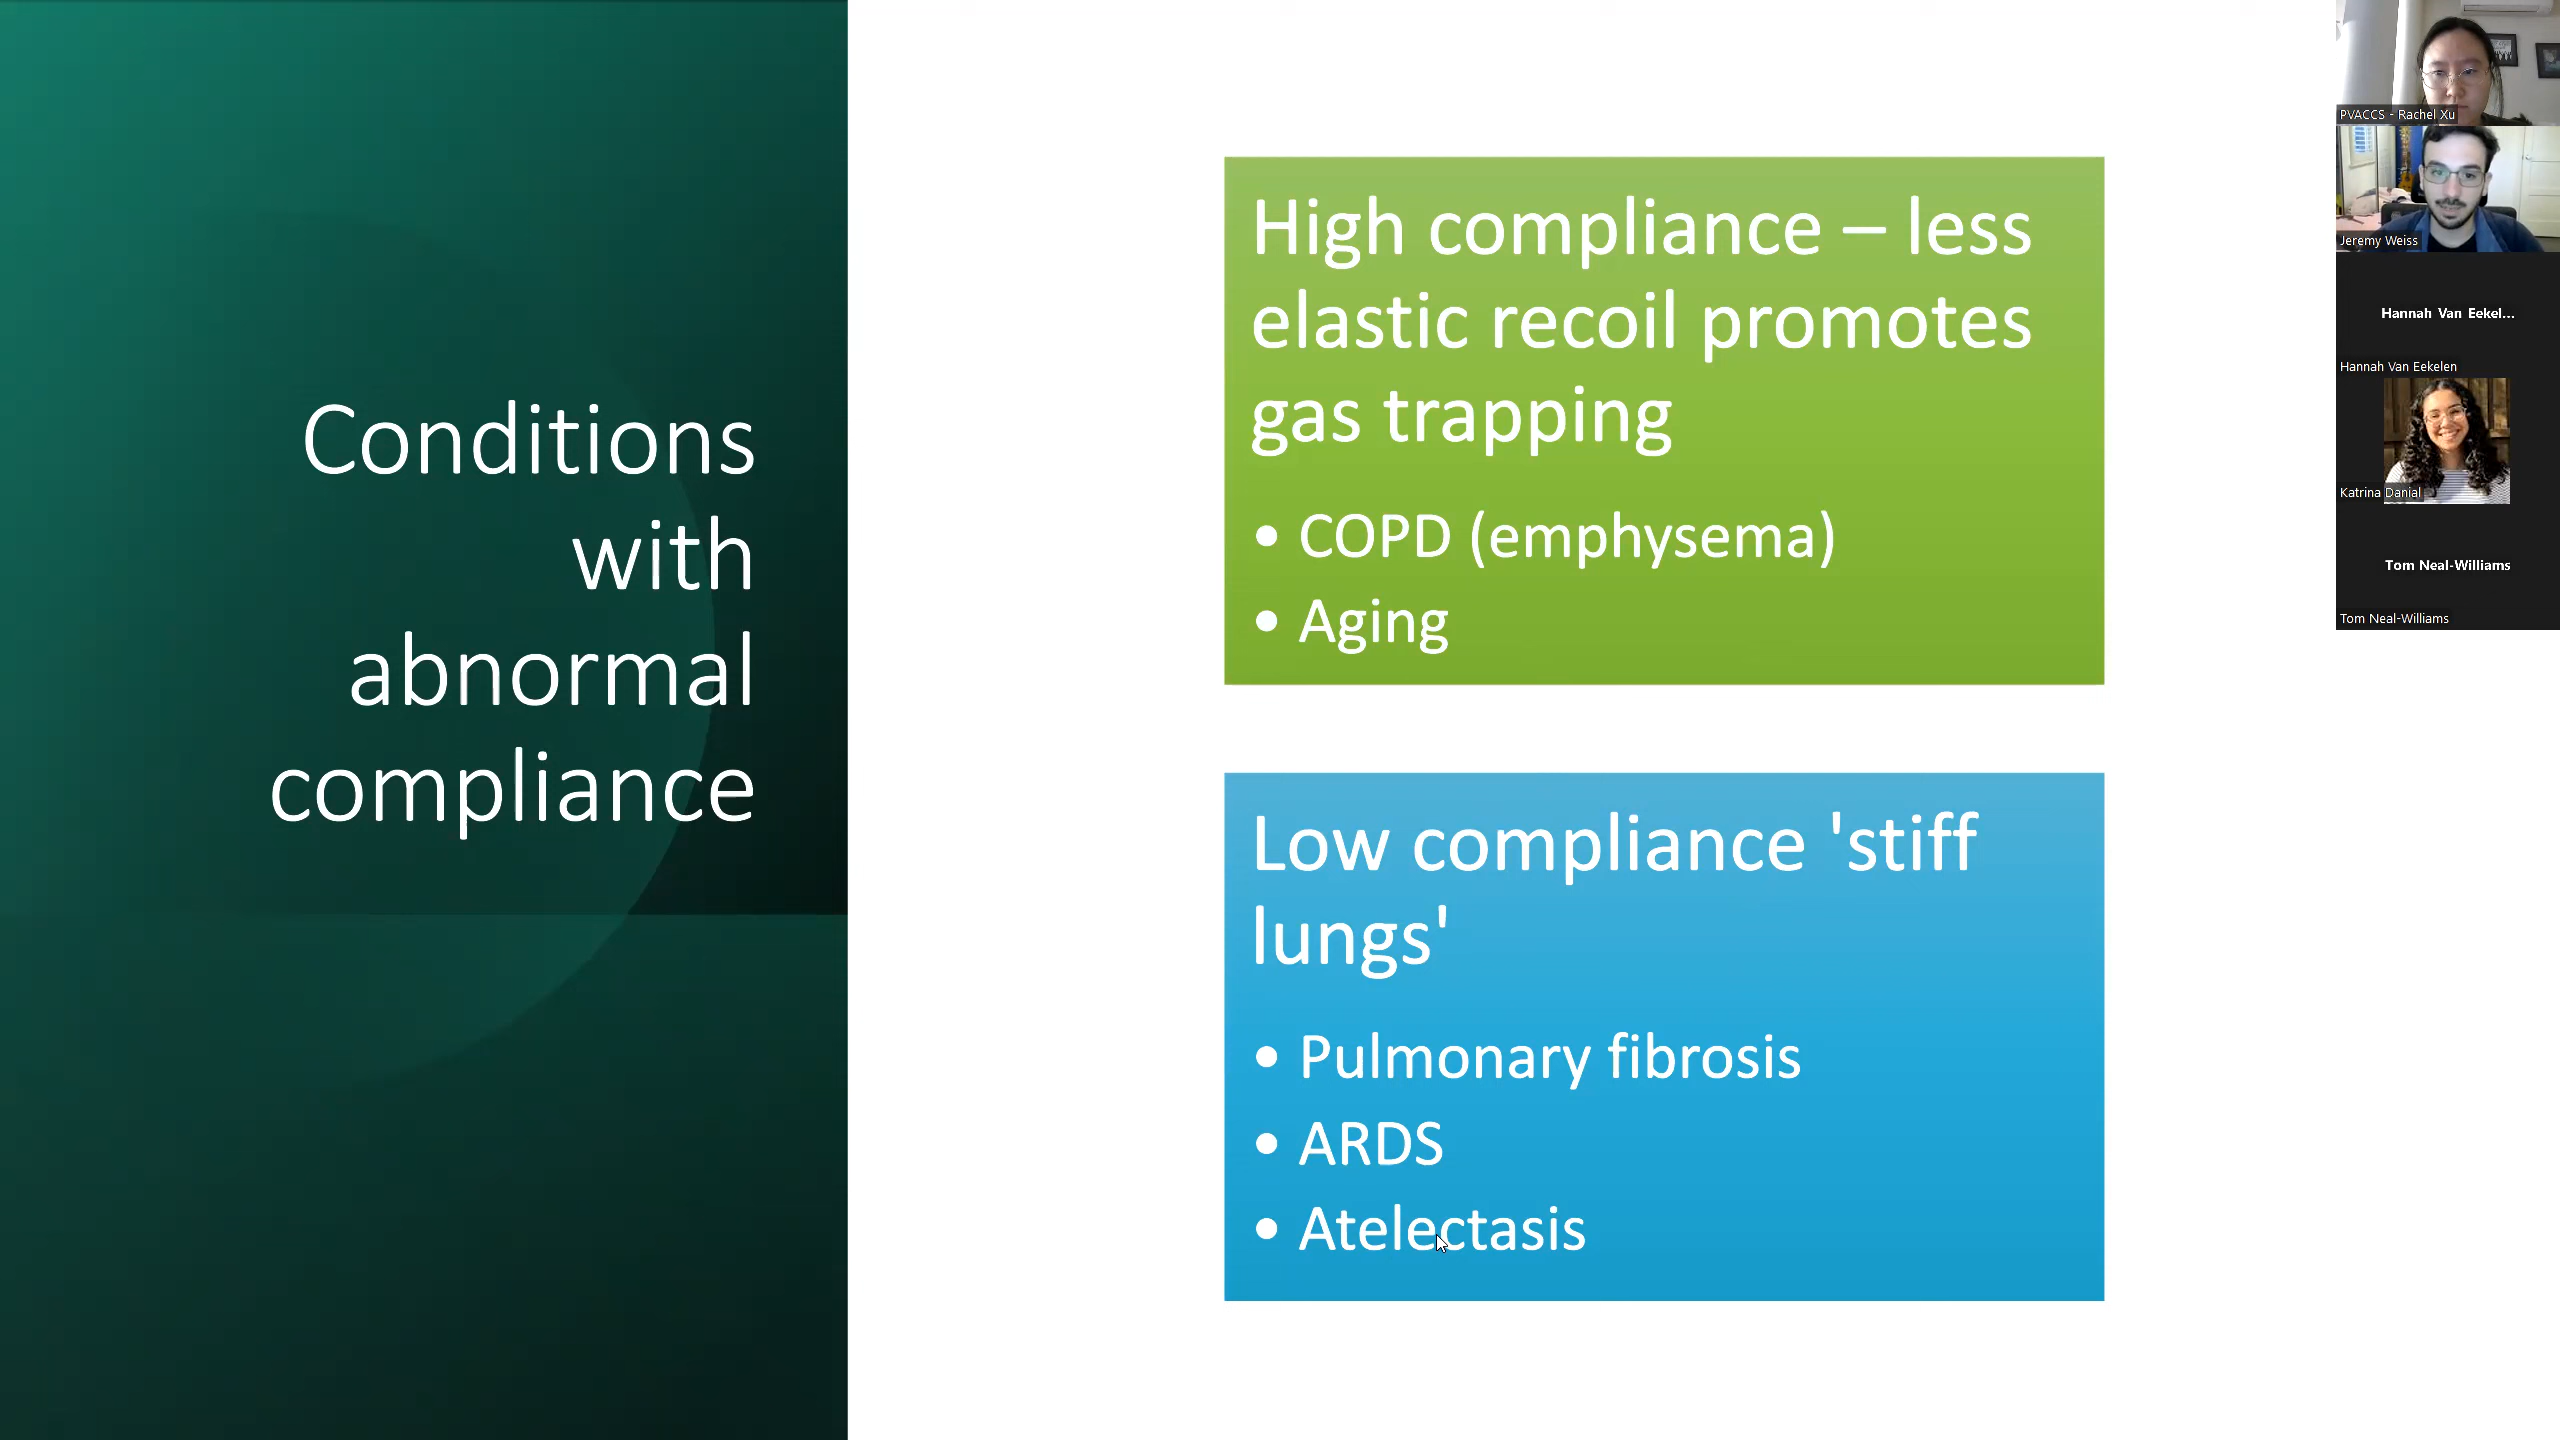 Conditions
with
abnormal
compliance
High compliance – less
elastic recoil promotes
gas trapping
• COPD (emphysema)
• Aging
Low compliance 'stiff
lungs'
• Pulmonary fibrosis
• ARDS
• Atelectasis
PVACCS - Rachel Xu
Jeremy Weiss
Hannah Van Eekel...
Hannah Van Eekelen
Katrina Danial
Tom Neal-Williams
Tom Neal-Williams